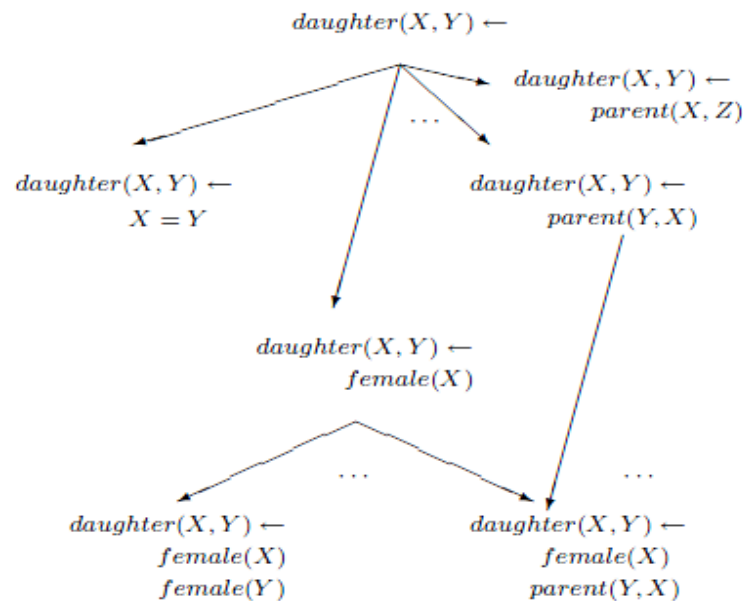 daughter(X, Y) ←
daughter(X, Y) ←
parent(X, Z)
...
daughter(X, Y) ←
X = Y
daughter(X, Y) ←
parent(Y, X)
daughter(X, Y) ←
female(X)
...
...
daughter(X, Y) ←
female(X)
female(Y)
daughter(X, Y) ←
female(X)
parent(Y, X)